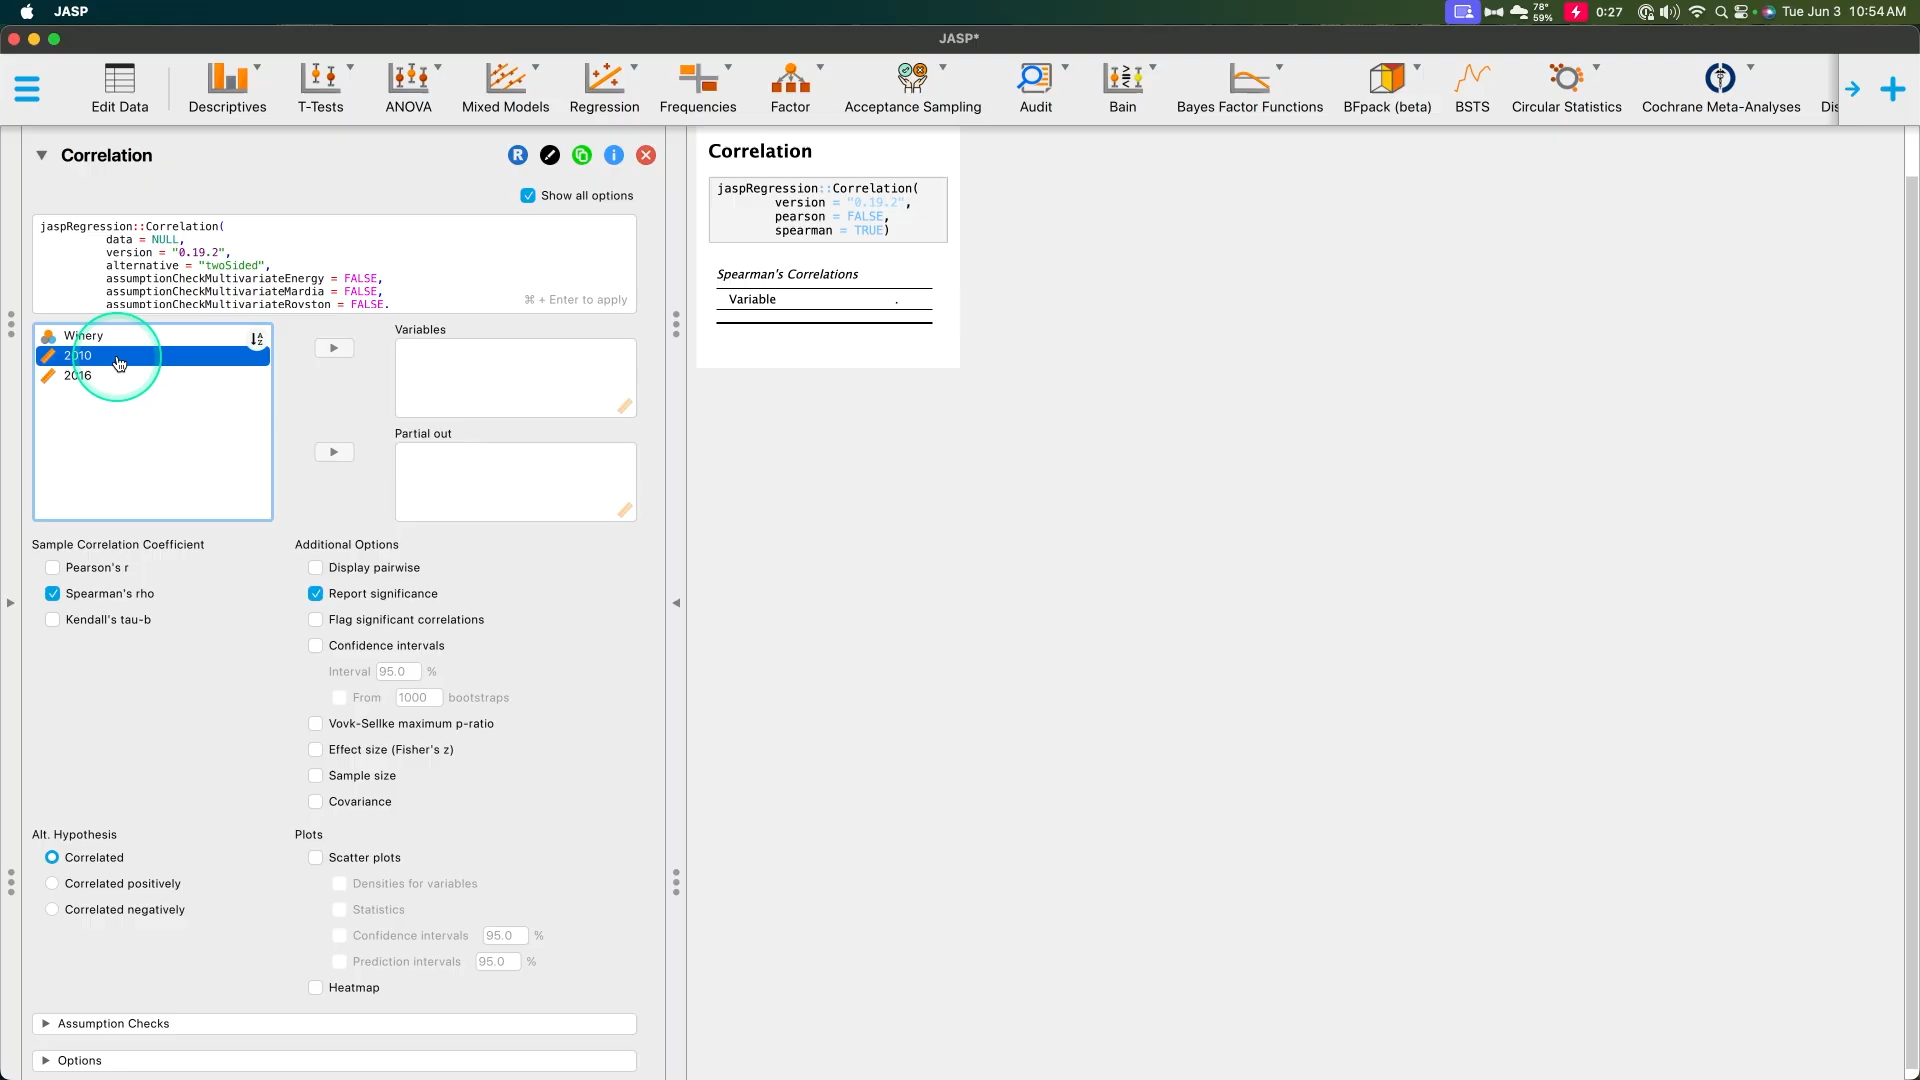 JASP
78°
59%
0:27
Tue Jun 3 10:54 AM
JASP*
Edit Data
Descriptives
T-Tests
ANOVA
Mixed Models
Regression
Frequencies
Factor
Acceptance Sampling
Audit
Bain
Bayes Factor Functions
BFpack (beta)
BSTS
Circular Statistics
Cochrane Meta-Analyses
Dis
Correlation
R
i
Show all options
jaspRegression::Correlation(
data = NULL,
version = "0.19.2",
alternative = "twoSided",
assumptionCheckMultivariateEnergy = FALSE,
assumptionCheckMultivariateMardia = FALSE,
assumptionCheckMultivariateRoyston = FALSE,
⌘ + Enter to apply
Winery
2010
2016
Variables
Partial out
Sample Correlation Coefficient
Pearson's r
Spearman's rho
Kendall's tau-b
Additional Options
Display pairwise
Report significance
Flag significant correlations
Confidence intervals
Interval 95.0 %
From 1000 bootstraps
Vovk-Sellke maximum p-ratio
Effect size (Fisher's z)
Sample size
Covariance
Alt. Hypothesis
Correlated
Correlated positively
Correlated negatively
Plots
Scatter plots
Densities for variables
Statistics
Confidence intervals 95.0 %
Prediction intervals 95.0 %
Heatmap
Assumption Checks
Options
Correlation
jaspRegression::Correlation(
version = "0.19.2",
pearson = FALSE,
spearman = TRUE)
Spearman's Correlations
Variable .